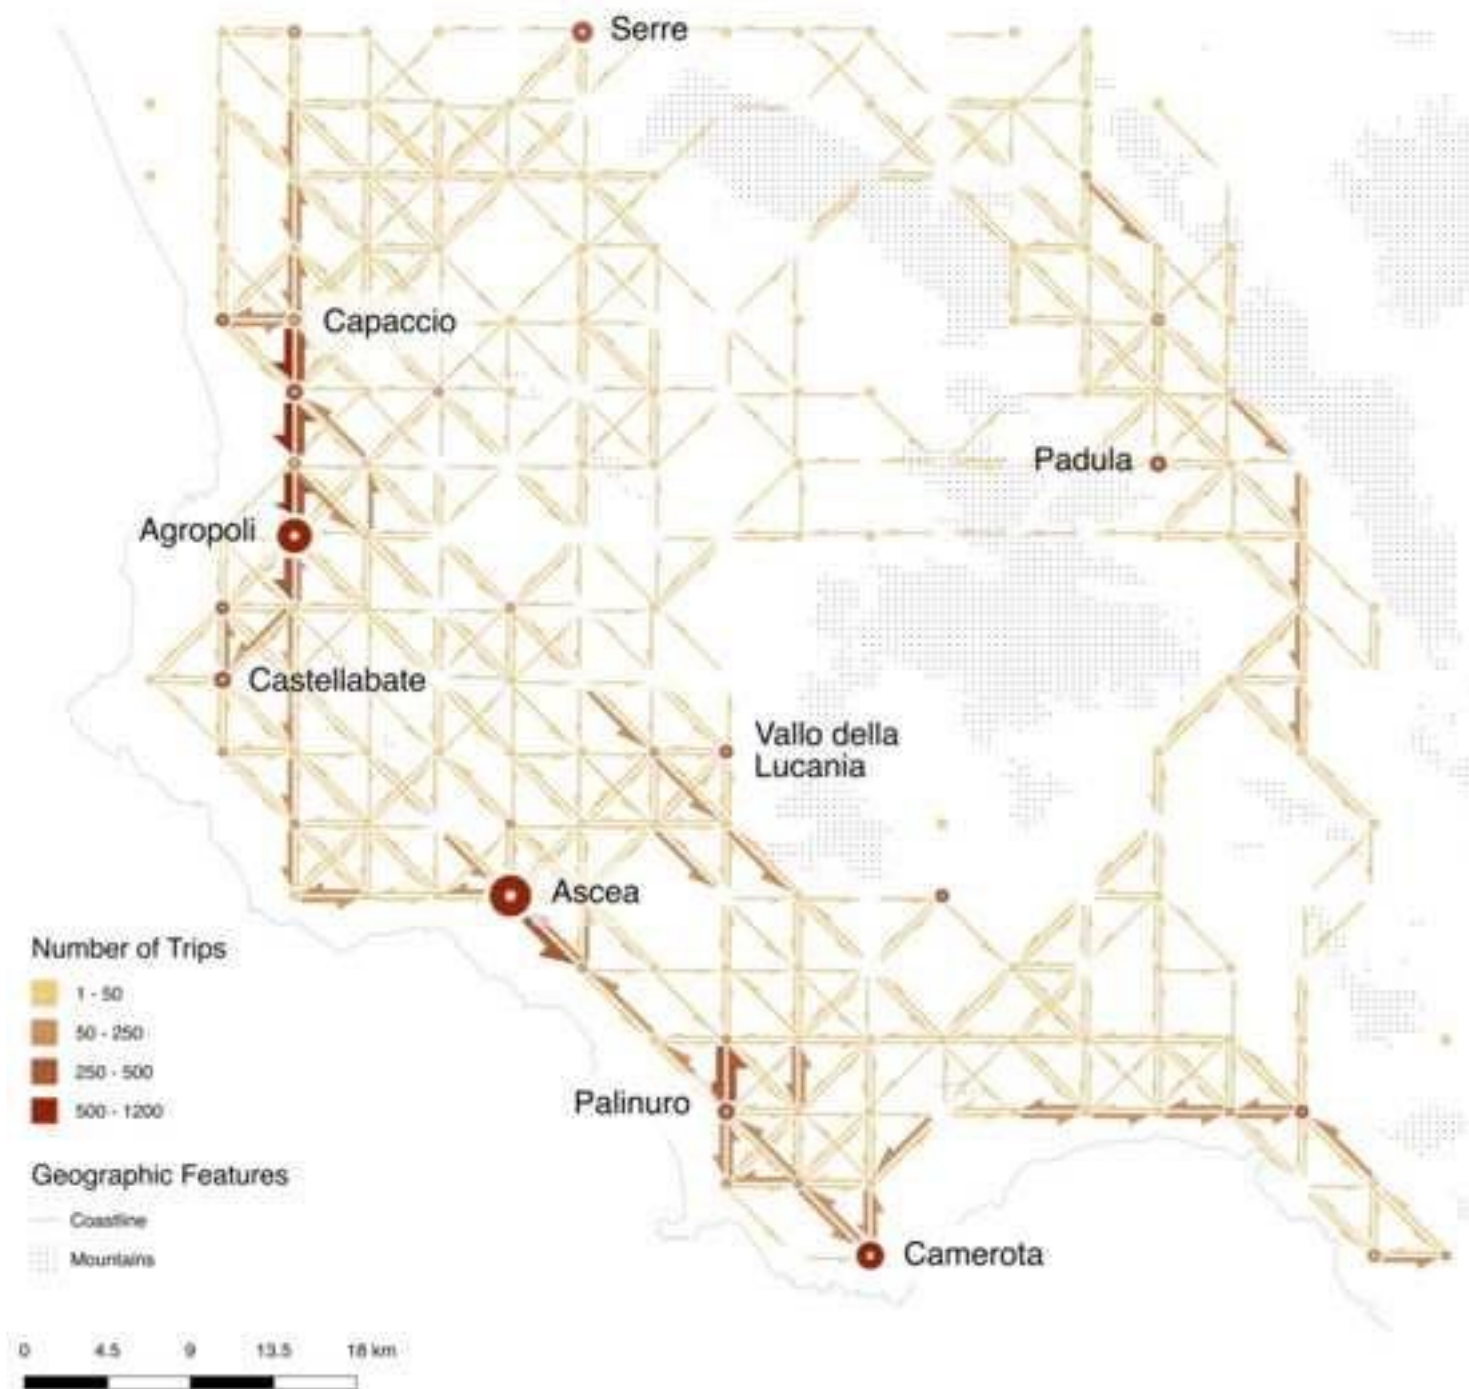 Serre
Capaccio
Padula
Agropoli
Castellabate
Vallo della
Lucania
Ascea
Number of Trips
1 - 50
50 - 250
250 - 500
500 - 1200
Palinuro
Geographic Features
Coastline
Mountains
Camerota
0 4.5 9 13.5 18 km